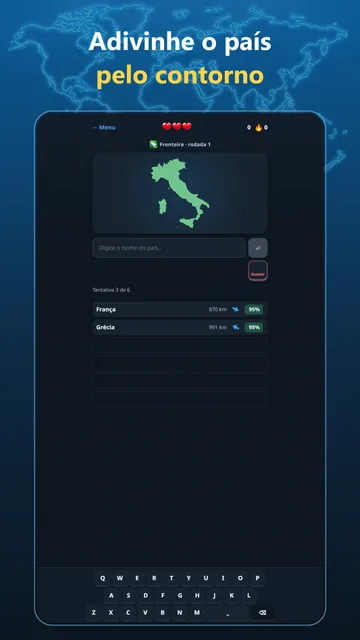 Adivinhe o país
pelo contorno
← Menu
0 🔥 0
Fronteira - rodada 1
Digite o nome do país...
Tentativa 3 de 6
França 870 km 95%
Grécia 991 km 95%
Q W E R T Y U I O P
A S D F G H J K L
Z X C V B N M _ ⌫